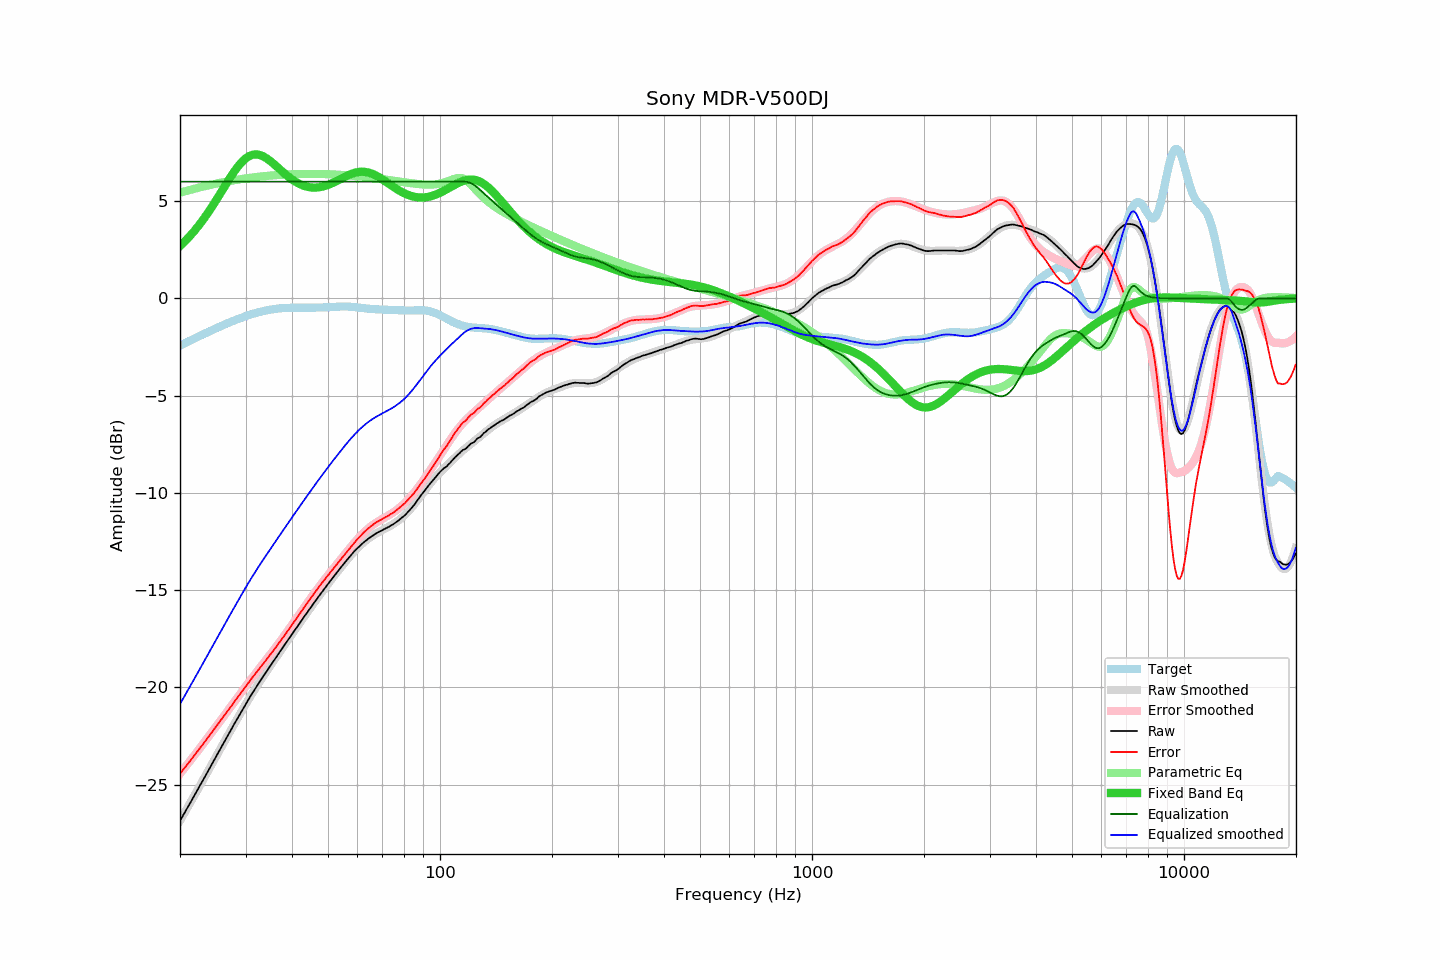 Sony MDR-V500DJ
Amplitude (dBr)
5
0
−5
−10
−15
−20
−25
100
1000
10000
Frequency (Hz)
Target
Raw Smoothed
Error Smoothed
Raw
Error
Parametric Eq
Fixed Band Eq
Equalization
Equalized smoothed